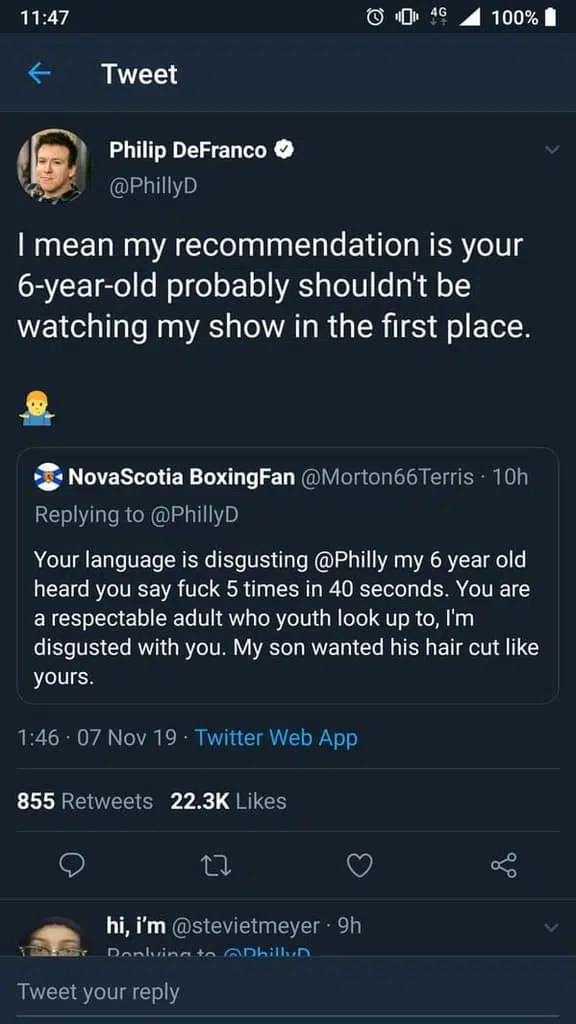 11:47 4G 100%
Tweet
Philip DeFranco
@PhillyD
I mean my recommendation is your
6-year-old probably shouldn't be
watching my show in the first place.
🤷‍♂️
NovaScotia BoxingFan @Morton66Terris · 10h
Replying to @PhillyD
Your language is disgusting @Philly my 6 year old
heard you say fuck 5 times in 40 seconds. You are
a respectable adult who youth look up to, I'm
disgusted with you. My son wanted his hair cut like
yours.
1:46 · 07 Nov 19 · Twitter Web App
855 Retweets 22.3K Likes
hi, i'm @stevietmeyer · 9h
Replying to @PhillyD
Tweet your reply